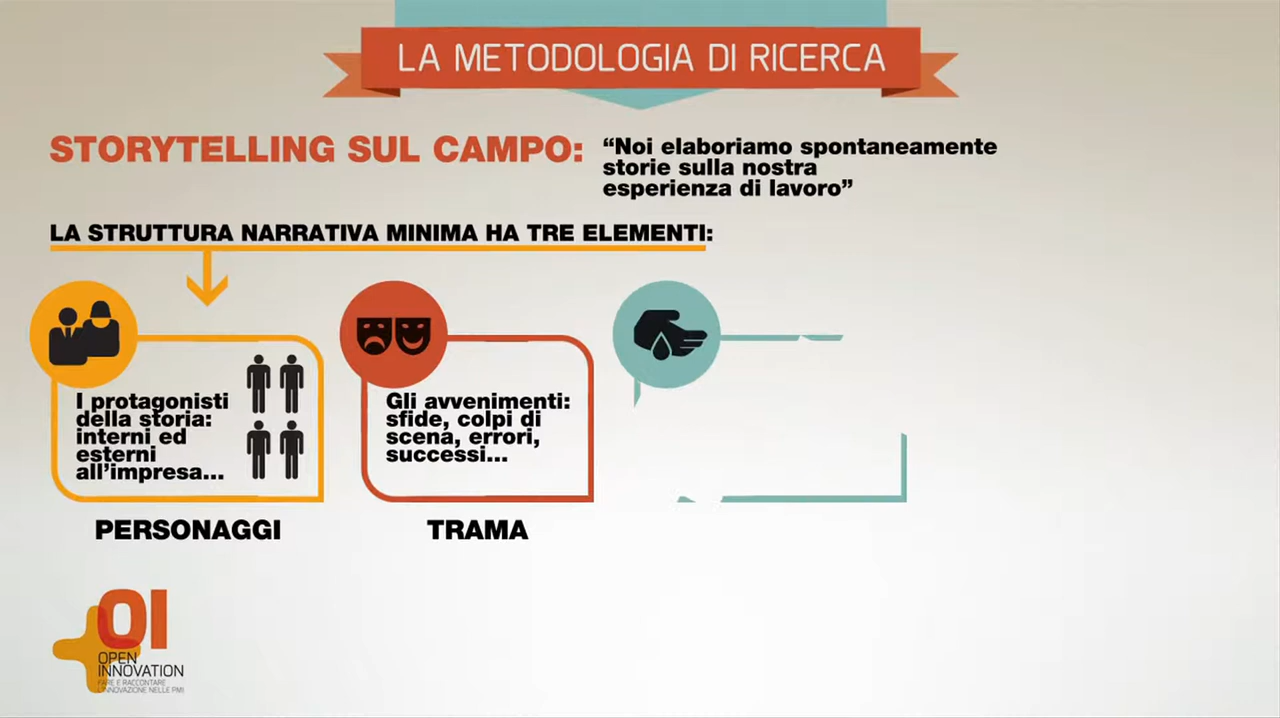 LA METODOLOGIA DI RICERCA
STORYTELLING SUL CAMPO:
“Noi elaboriamo spontaneamente
storie sulla nostra
esperienza di lavoro”
LA STRUTTURA NARRATIVA MINIMA HA TRE ELEMENTI:
I protagonisti
della storia:
interni ed
esterni
all’impresa...
PERSONAGGI
Gli avvenimenti:
sfide, colpi di
scena, errori,
successi...
TRAMA
OI
OPEN
INNOVATION
FARE E RACCONTARE
L’INNOVAZIONE NELLE PMI